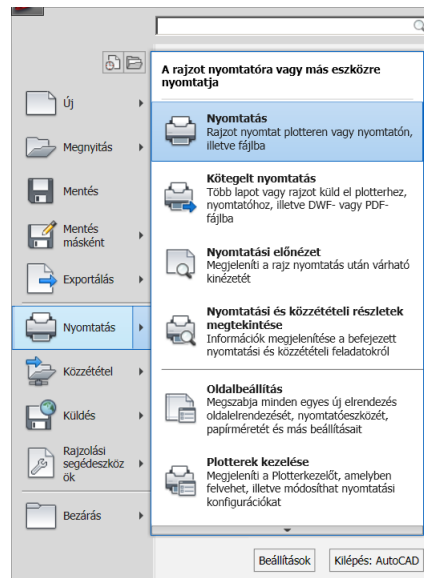 A rajzot nyomtatóra vagy más eszközre
nyomtatja
Új
Megnyitás
Mentés
Mentés
másként
Exportálás
Nyomtatás
Közzététel
Küldés
Rajzolási
segédeszköz
ök
Bezárás
Nyomtatás
Rajzot nyomtat plotteren vagy nyomtatón,
illetve fájlba
Kötegelt nyomtatás
Több lapot vagy rajzot küld el plotterhez,
nyomtatóhoz, illetve DWF- vagy PDF-
fájlba
Nyomtatási előnézet
Megjeleníti a rajz nyomtatás után várható
kinézetét
Nyomtatási és közzétételi részletek
megtekintése
Információk megjelenítése a befejezett
nyomtatási és közzétételi feladatokról
Oldalbeállítás
Megszabja minden egyes új elrendezés
oldalelrendezését, nyomtatóeszközét,
papírméretét és más beállításait
Plotterek kezelése
Megjeleníti a Plotterkezelőt, amelyben
felvehet, illetve módosíthat nyomtatási
konfigurációkat
Beállítások
Kilépés: AutoCAD